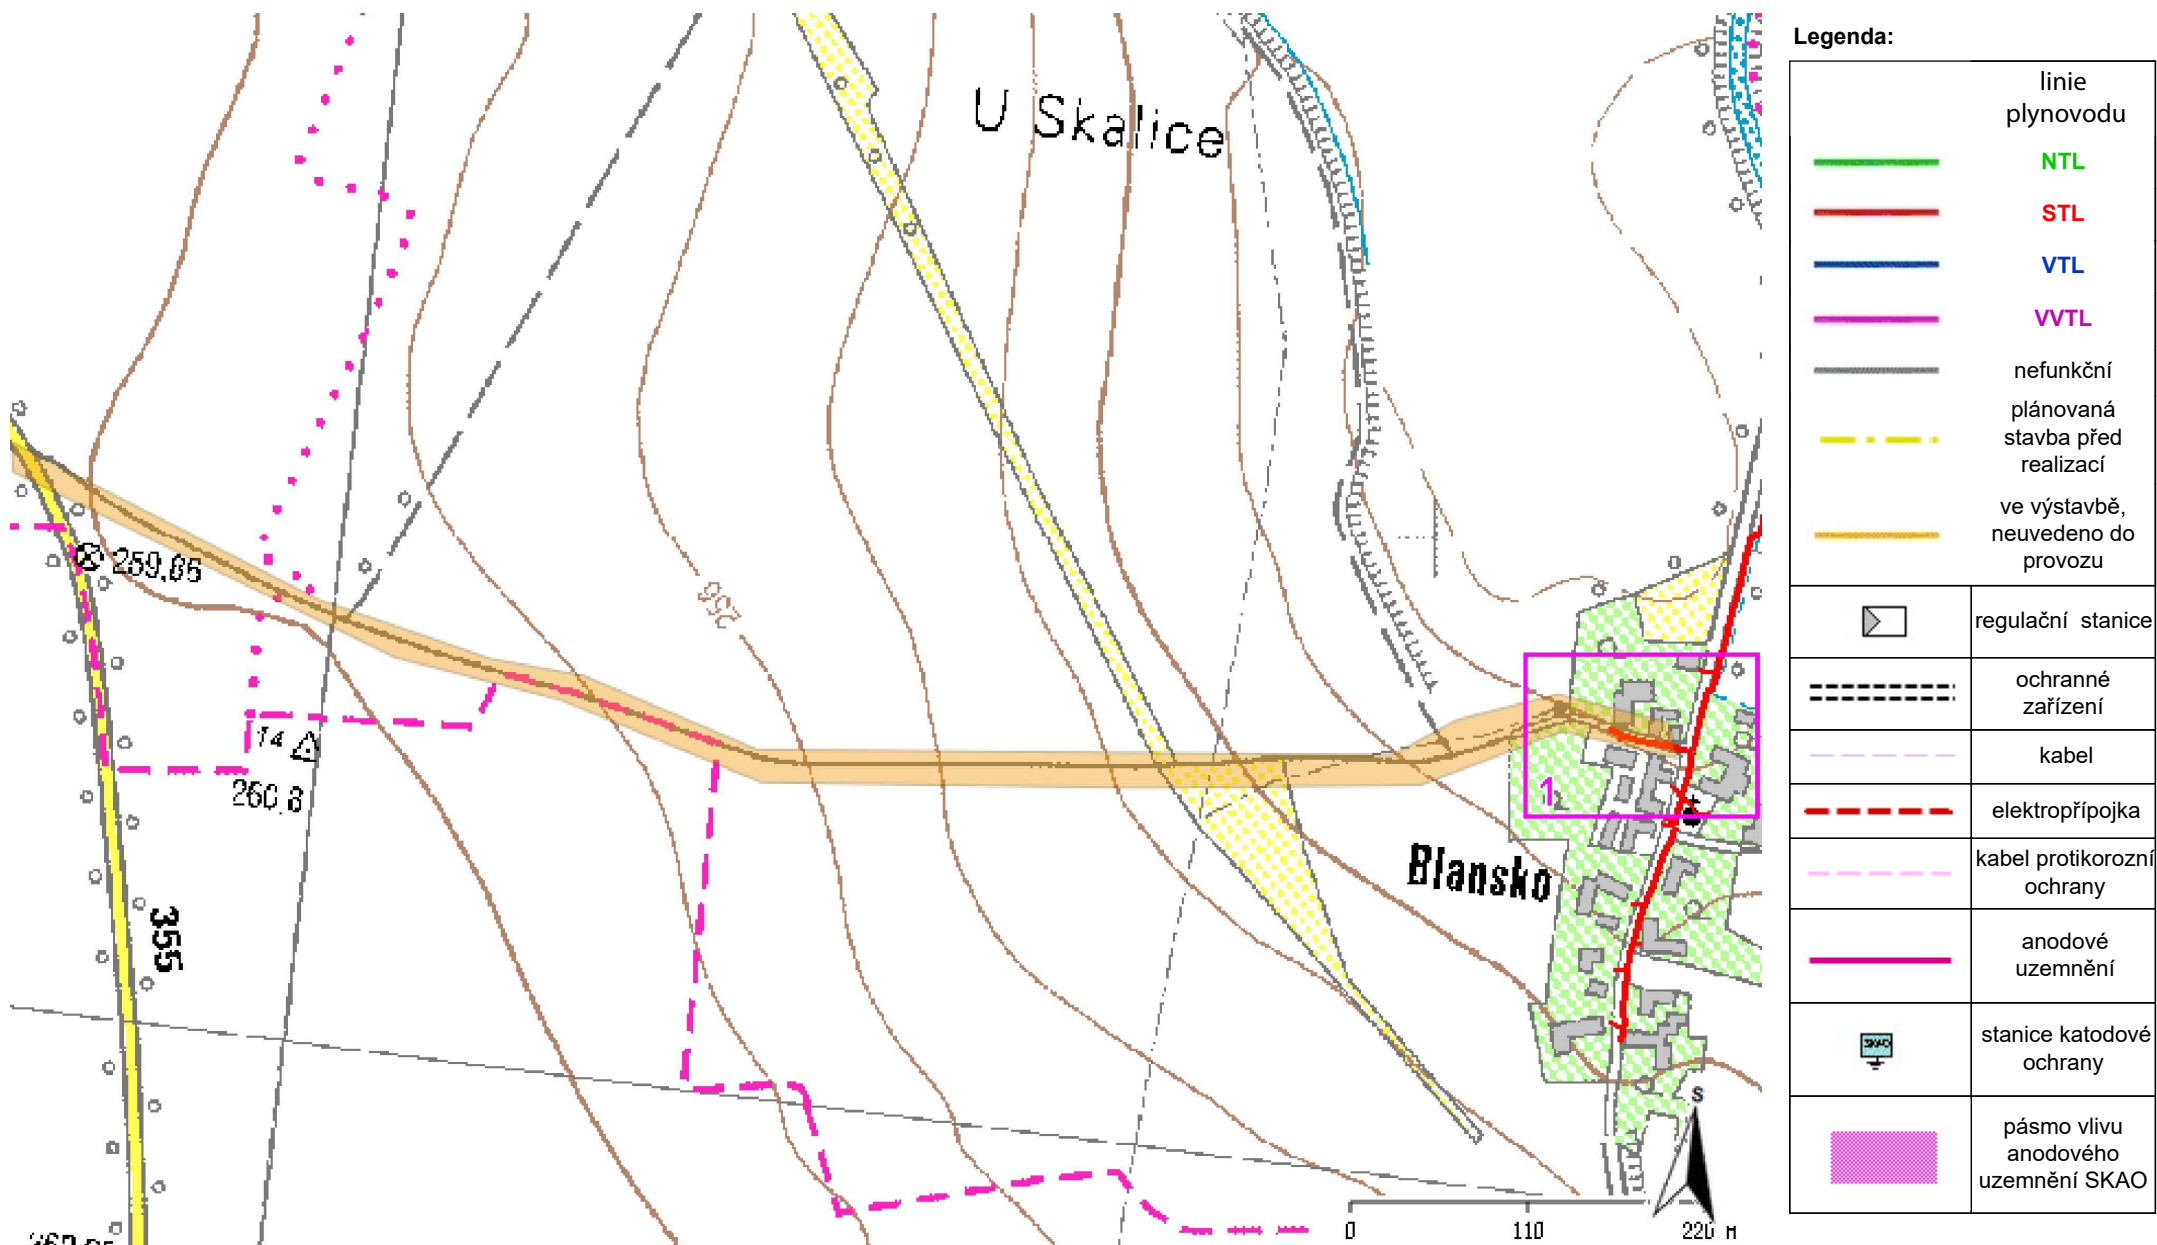 U Skalice
259,85
256
14
260,8
355
Blansko
1
S
0 110 220 M
Legenda:
linie
plynovodu
NTL
STL
VTL
VVTL
nefunkční
plánovaná
stavba před
realizací
ve výstavbě,
neuvedeno do
provozu
regulační stanice
ochranné
zařízení
kabel
elektropřípojka
kabel protikorozní
ochrany
anodové
uzemnění
SKAO
stanice katodové
ochrany
pásmo vlivu
anodového
uzemnění SKAO